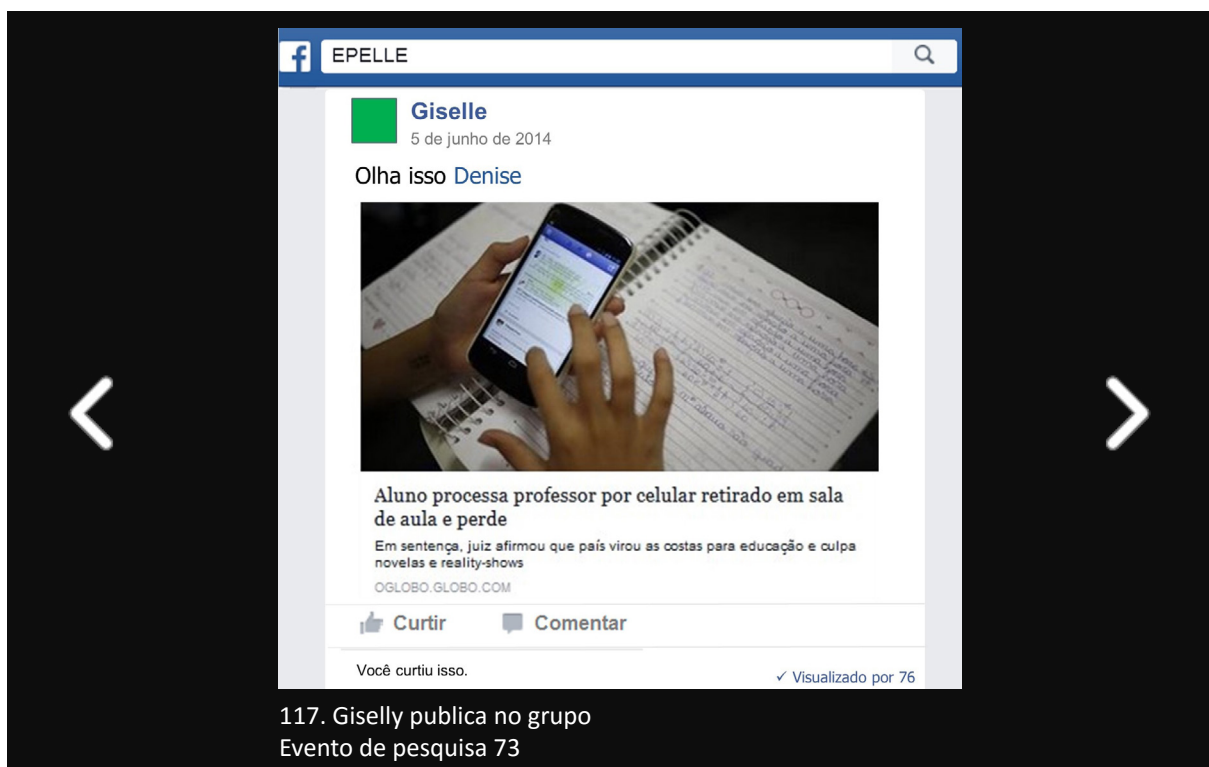 f
EPELLE
Giselle
5 de junho de 2014
Olha isso Denise
Aluno processa professor por celular retirado em sala
de aula e perde
Em sentença, juiz afirmou que país virou as costas para educação e culpa
novelas e reality-shows
OGLOBO.GLOBO.COM
Curtir Comentar
Você curtiu isso.
✓ Visualizado por 76
117. Giselly publica no grupo
Evento de pesquisa 73